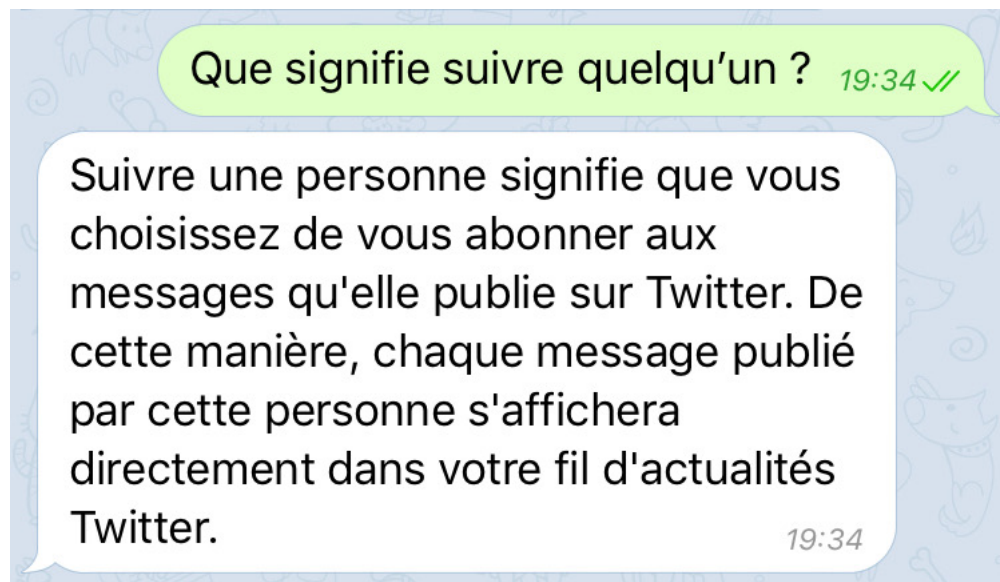 Que signifie suivre quelqu’un ? 19:34
Suivre une personne signifie que vous
choisissez de vous abonner aux
messages qu'elle publie sur Twitter. De
cette manière, chaque message publié
par cette personne s'affichera
directement dans votre fil d'actualités
Twitter. 19:34